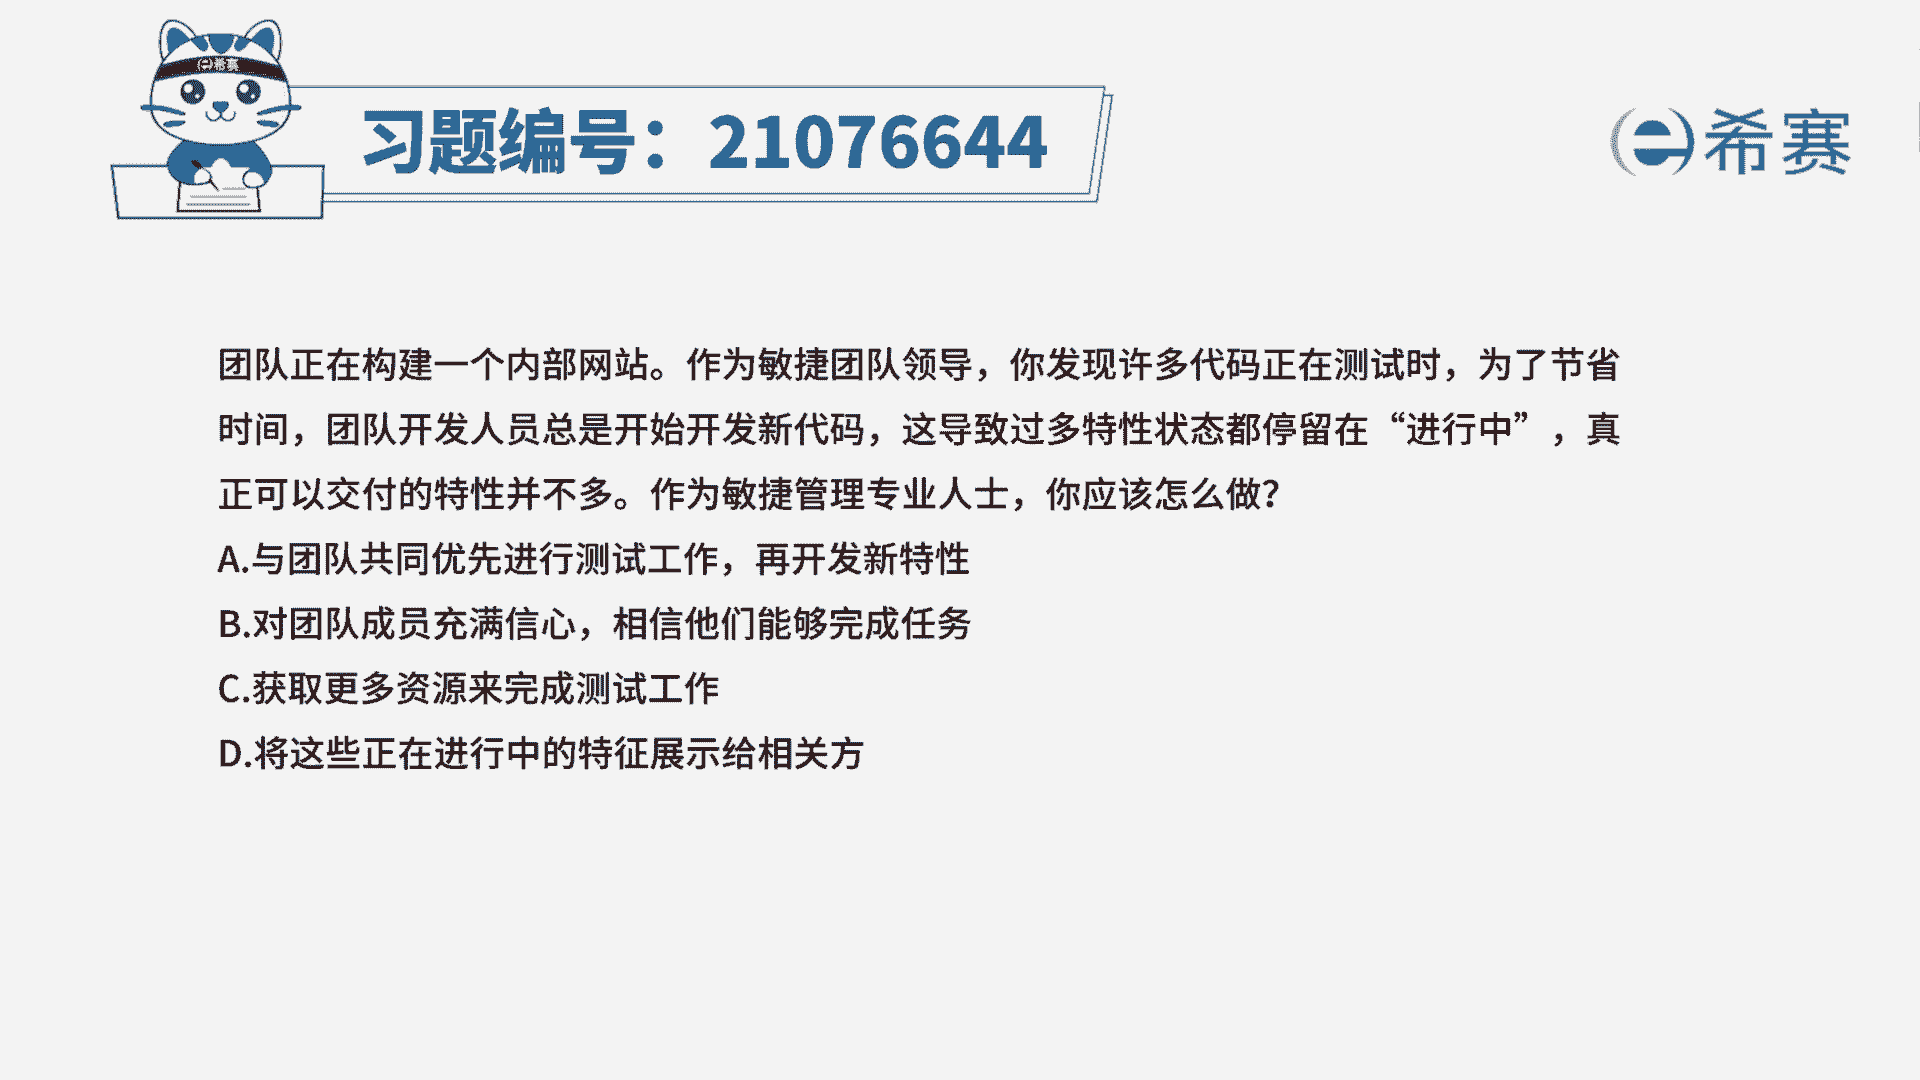 希赛
习题编号：21076644
希赛
团队正在构建一个内部网站。作为敏捷团队领导，你发现许多代码正在测试时，为了节省
时间，团队开发人员总是开始开发新代码，这导致过多特性状态都停留在“进行中”，真
正可以交付的特性并不多。作为敏捷管理专业人士，你应该怎么做?
A.与团队共同优先进行测试工作，再开发新特性
B.对团队成员充满信心，相信他们能够完成任务
C.获取更多资源来完成测试工作
D.将这些正在进行中的特征展示给相关方